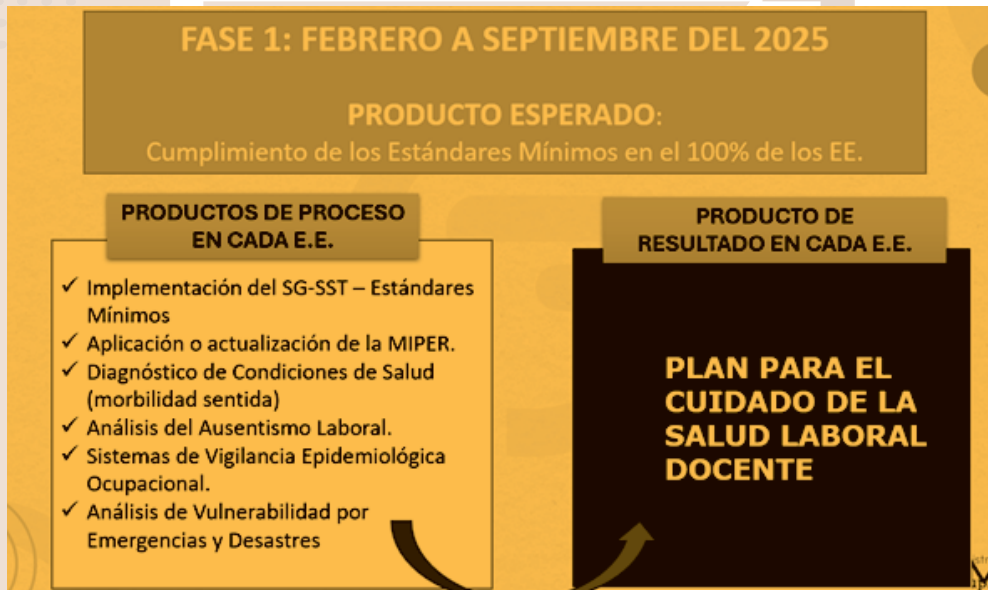 FASE 1: FEBRERO A SEPTIEMBRE DEL 2025
PRODUCTO ESPERADO:
Cumplimiento de los Estándares Mínimos en el 100% de los EE.
PRODUCTOS DE PROCESO
EN CADA E.E.
✓ Implementación del SG-SST – Estándares
Mínimos
✓ Aplicación o actualización de la MIPER.
✓ Diagnóstico de Condiciones de Salud
(morbilidad sentida)
✓ Análisis del Ausentismo Laboral.
✓ Sistemas de Vigilancia Epidemiológica
Ocupacional.
✓ Análisis de Vulnerabilidad por
Emergencias y Desastres
PRODUCTO DE
RESULTADO EN CADA E.E.
PLAN PARA EL
CUIDADO DE LA
SALUD LABORAL
DOCENTE